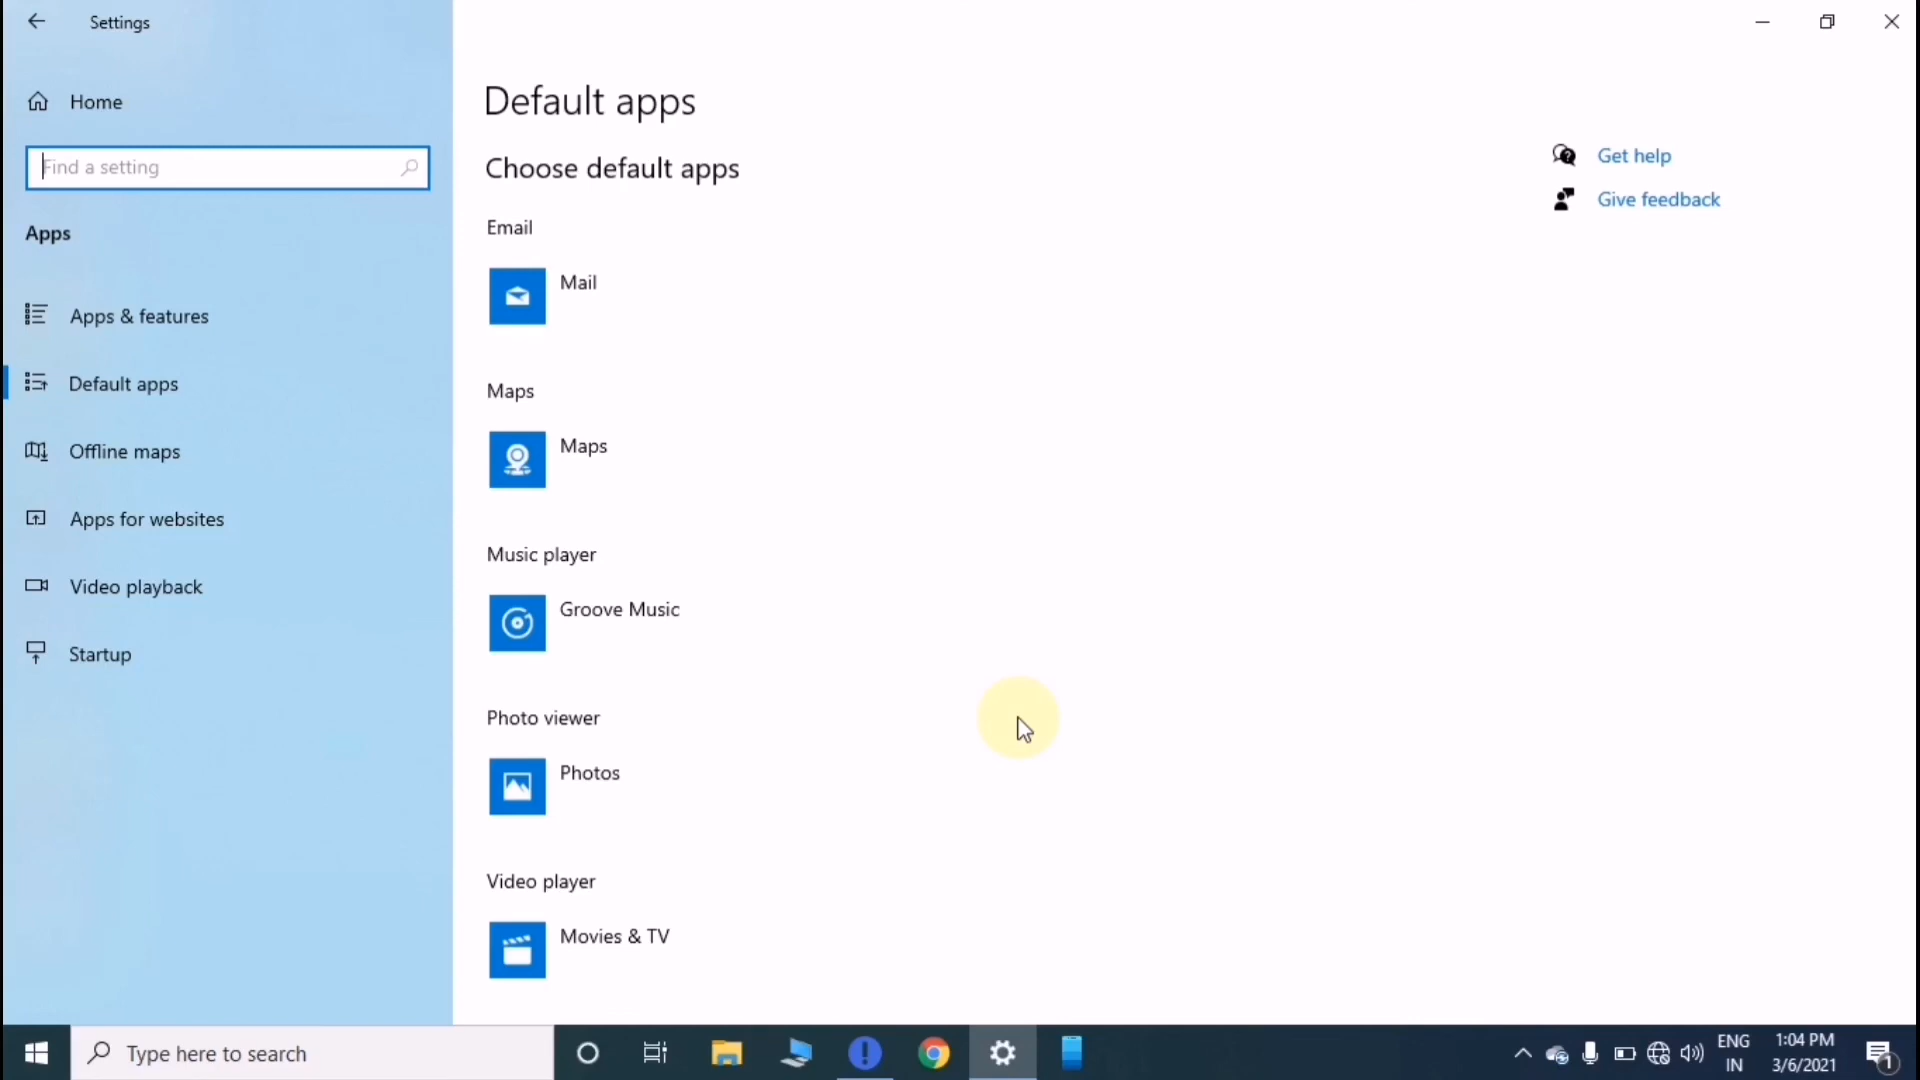 Settings
Home
Find a setting
Apps
Apps & features
Default apps
Offline maps
Apps for websites
Video playback
Startup
Default apps
Choose default apps
Email
Mail
Maps
Maps
Music player
Groove Music
Photo viewer
Photos
Video player
Movies & TV
Get help
Give feedback
Type here to search
ENG
IN
1:04 PM
3/6/2021
1